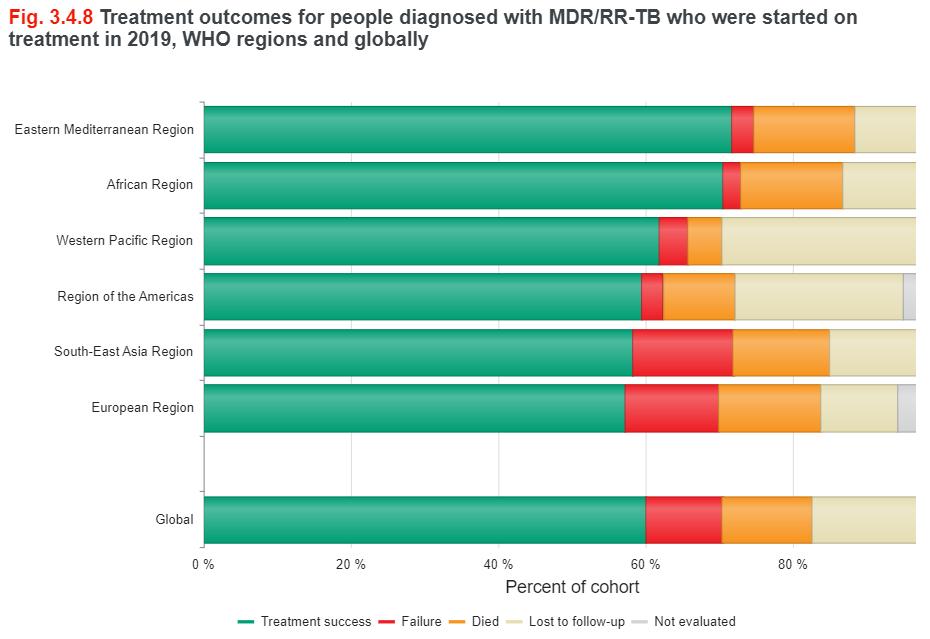 Fig. 3.4.8 Treatment outcomes for people diagnosed with MDR/RR-TB who were started on
treatment in 2019, WHO regions and globally
Eastern Mediterranean Region
African Region
Western Pacific Region
Region of the Americas
South-East Asia Region
European Region
Global
0 % 20 % 40 % 60 % 80 %
Percent of cohort
Treatment success Failure Died Lost to follow-up Not evaluated